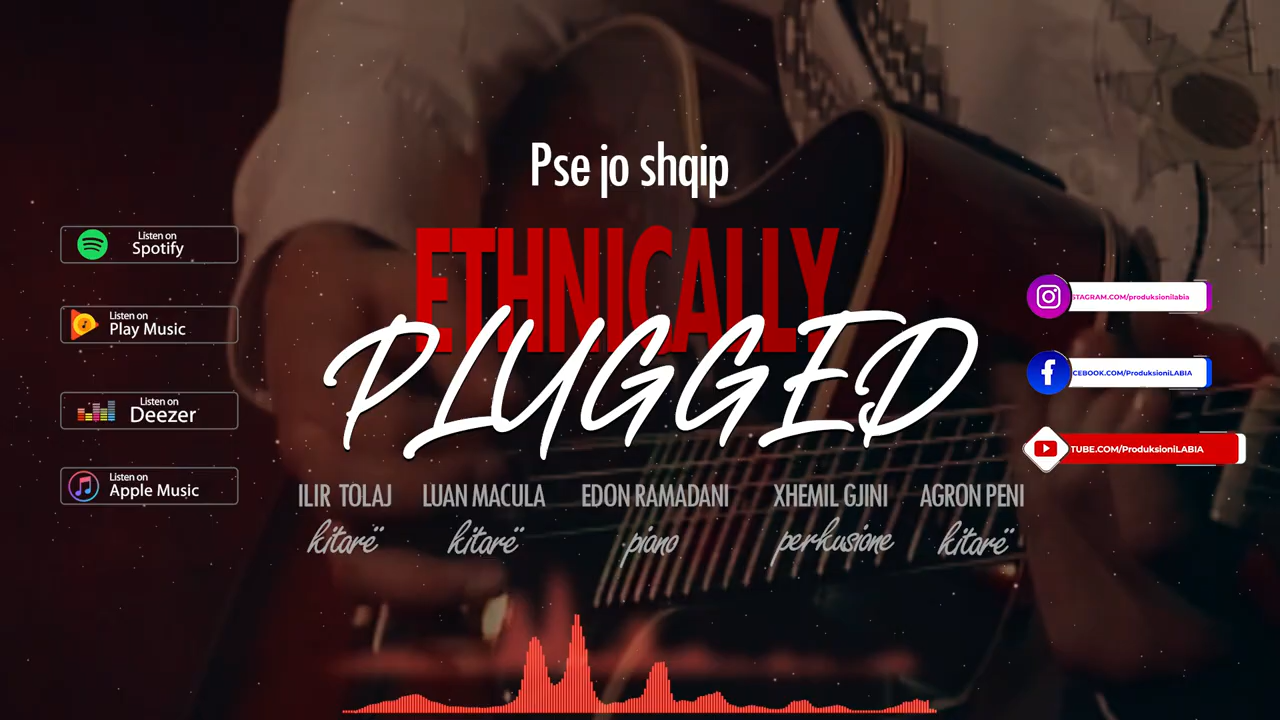 Pse jo shqip
ETHNICALLY
PLUGGED
Listen on
Spotify
Listen on
Play Music
Listen on
Deezer
Listen on
Apple Music
STAGRAM.COM/produksionilabia
CEBOOK.COM/ProduksioniLABIA
TUBE.COM/ProduksioniLABIA
ILIR TOLAJ LUAN MACULA EDON RAMADANI XHEMIL GJINI AGRON PENI
kitarë kitarë piano perkusione kitarë